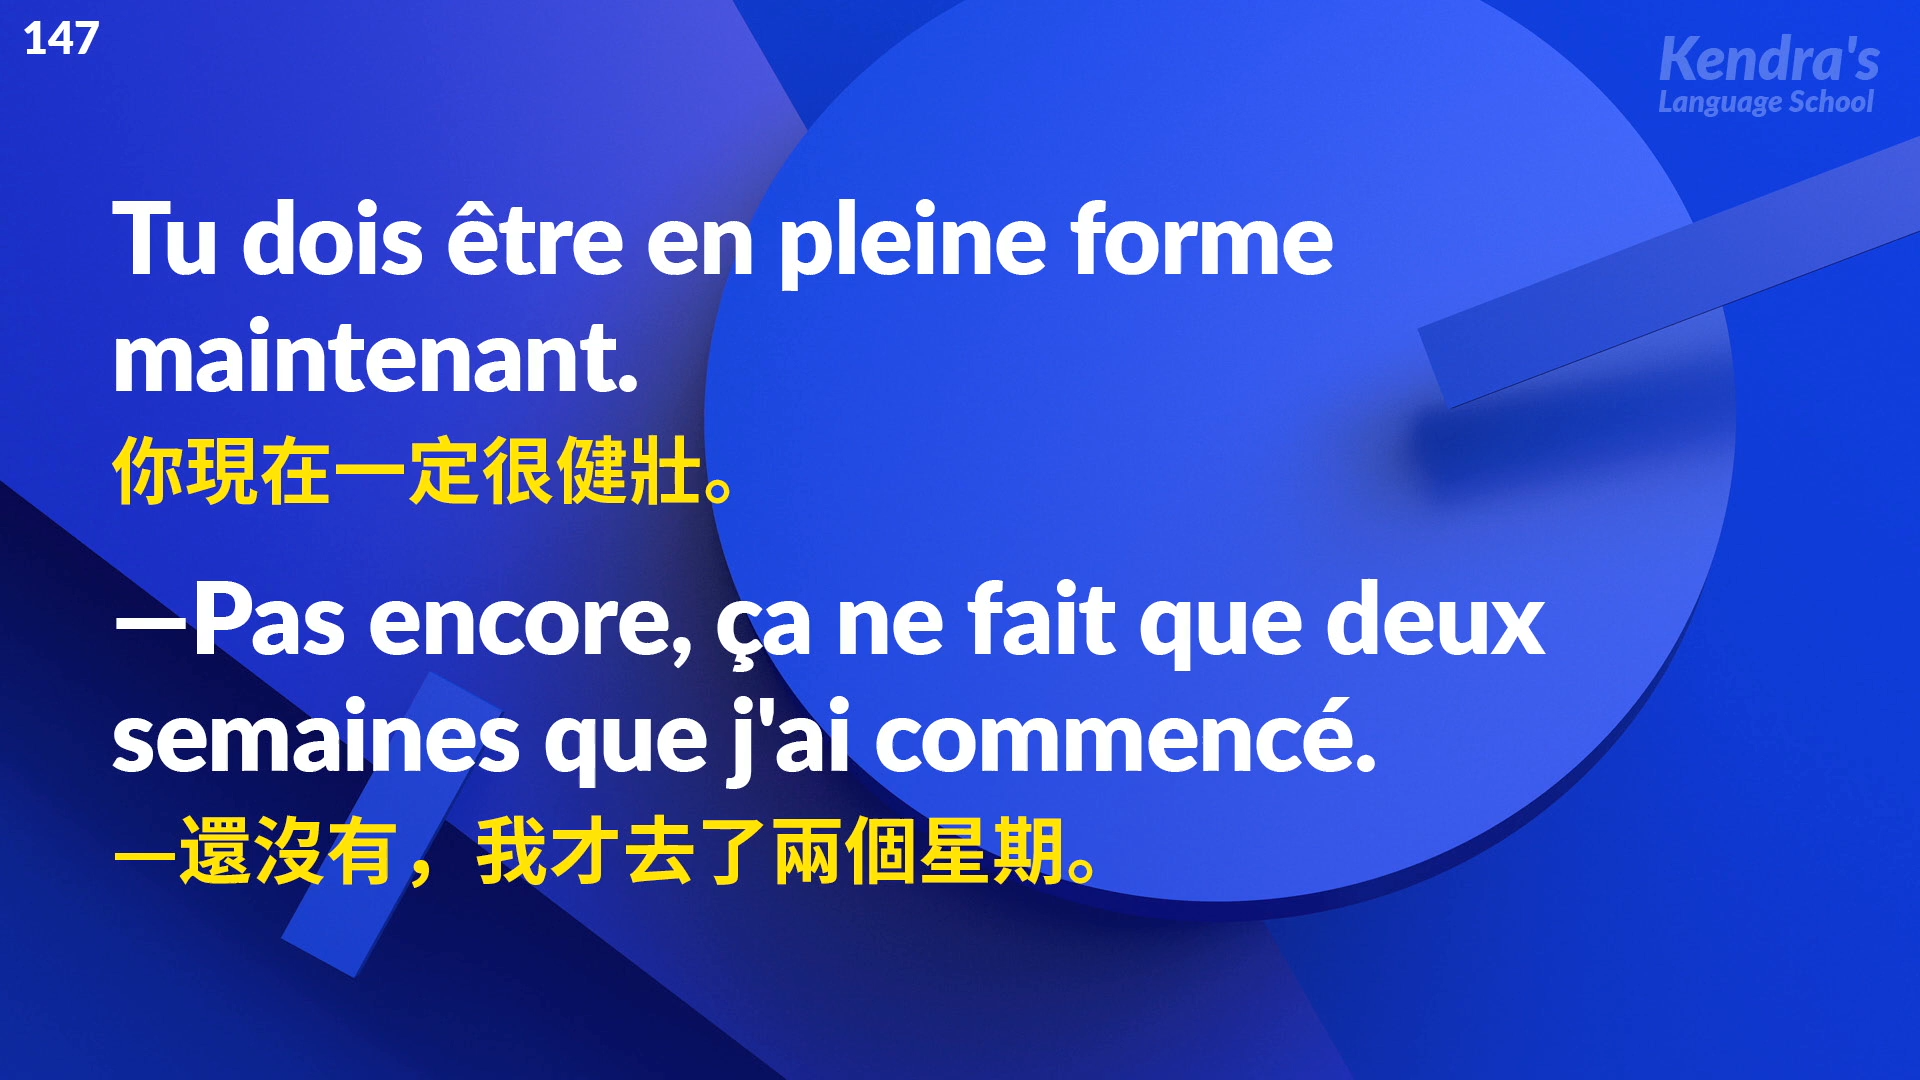 147
Kendra's
Language School
Tu dois être en pleine forme
maintenant.
你現在一定很健壯。
—Pas encore, ça ne fait que deux
semaines que j'ai commencé.
—還沒有，我才去了兩個星期。